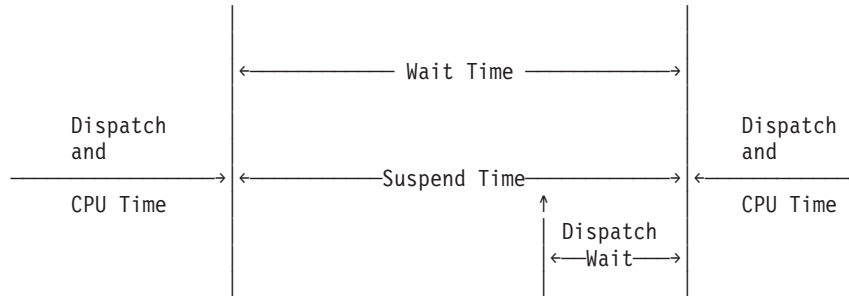 Wait Time
Dispatch and CPU Time
Suspend Time
Dispatch and CPU Time
Dispatch Wait